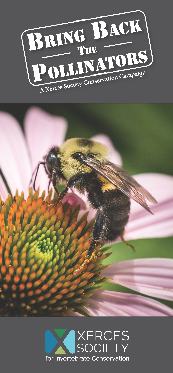 BRING BACK
THE
POLLINATORS
A Xerces Society Conservation Campaign
XERCES
SOCIETY
for Invertebrate Conservation